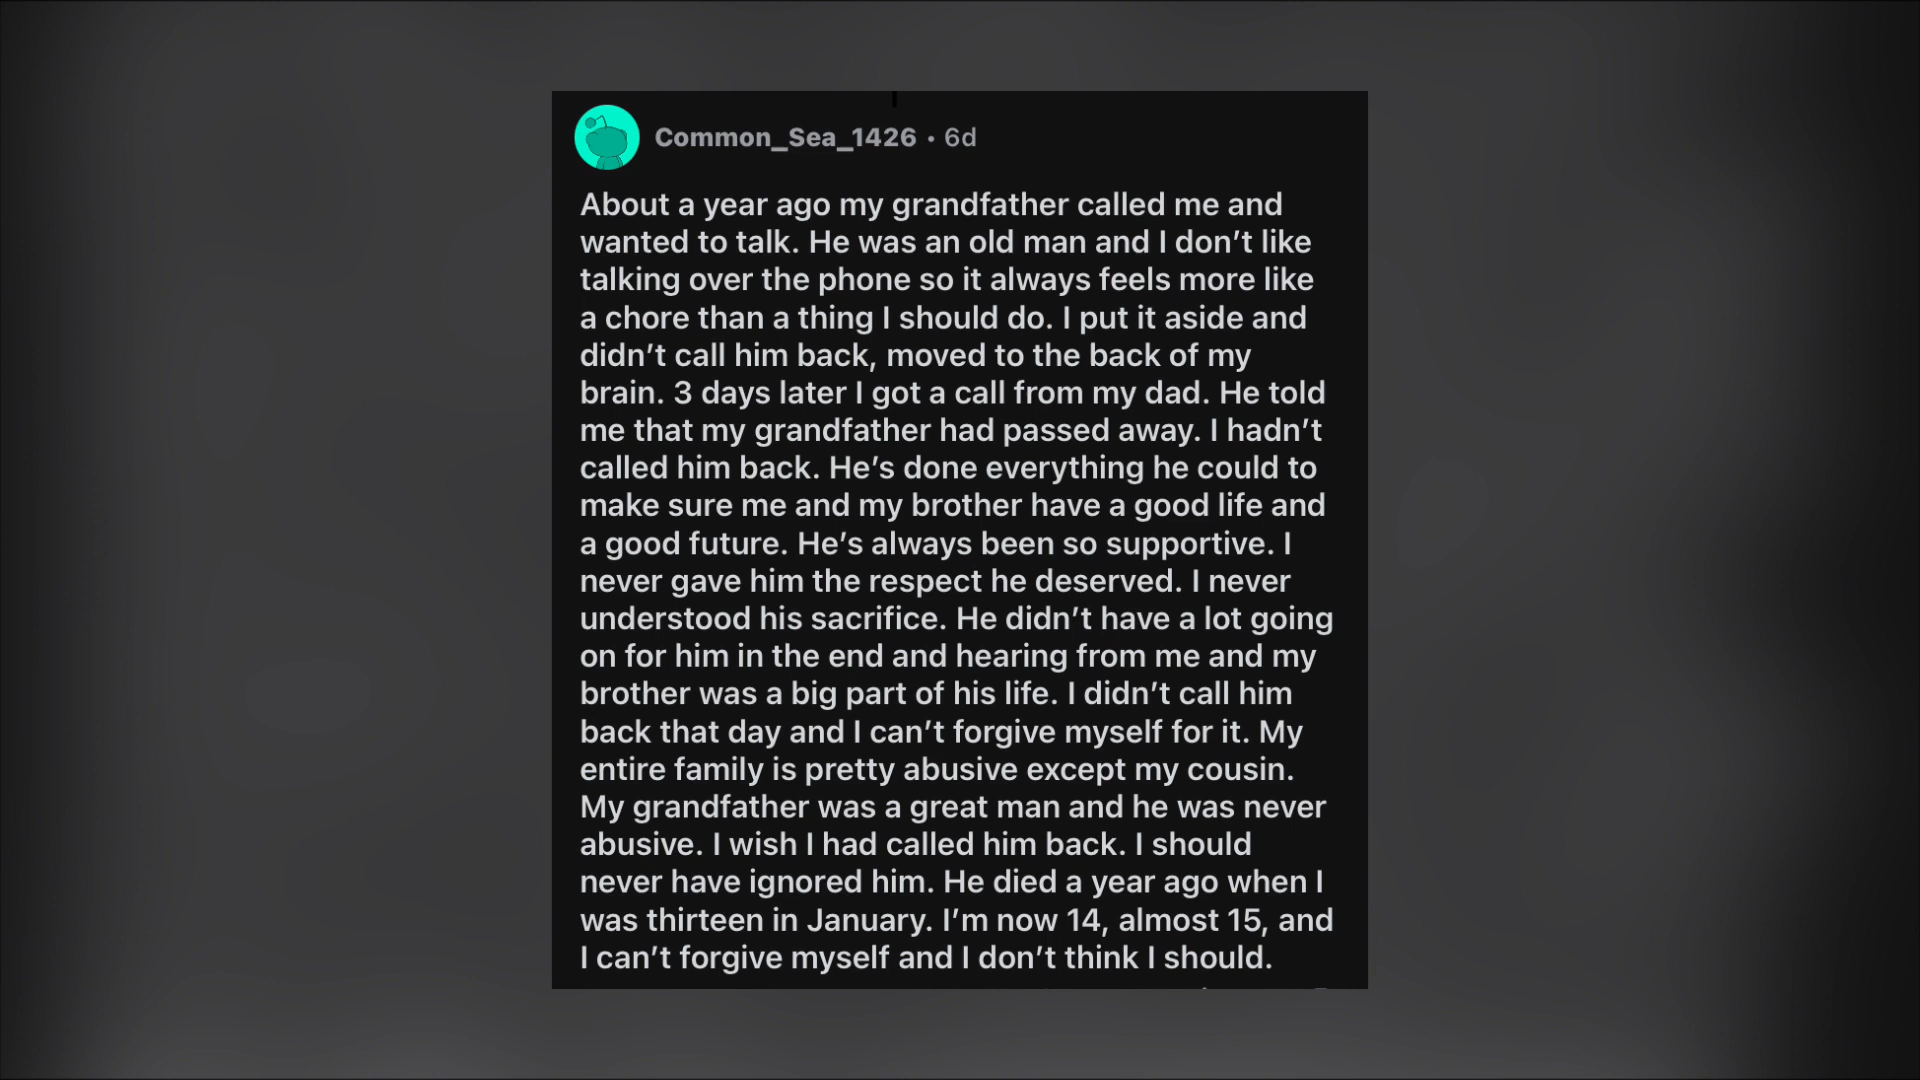 Common_Sea_1426 • 6d
About a year ago my grandfather called me and
wanted to talk. He was an old man and I don’t like
talking over the phone so it always feels more like
a chore than a thing I should do. I put it aside and
didn’t call him back, moved to the back of my
brain. 3 days later I got a call from my dad. He told
me that my grandfather had passed away. I hadn’t
called him back. He’s done everything he could to
make sure me and my brother have a good life and
a good future. He’s always been so supportive. I
never gave him the respect he deserved. I never
understood his sacrifice. He didn’t have a lot going
on for him in the end and hearing from me and my
brother was a big part of his life. I didn’t call him
back that day and I can’t forgive myself for it. My
entire family is pretty abusive except my cousin.
My grandfather was a great man and he was never
abusive. I wish I had called him back. I should
never have ignored him. He died a year ago when I
was thirteen in January. I’m now 14, almost 15, and
I can’t forgive myself and I don’t think I should.